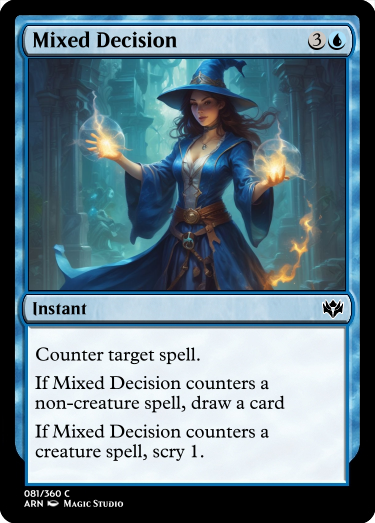 Mixed Decision 3
Instant
Counter target spell.
If Mixed Decision counters a
non-creature spell, draw a card
If Mixed Decision counters a
creature spell, scry 1.
081/360 C
ARN Magic Studio